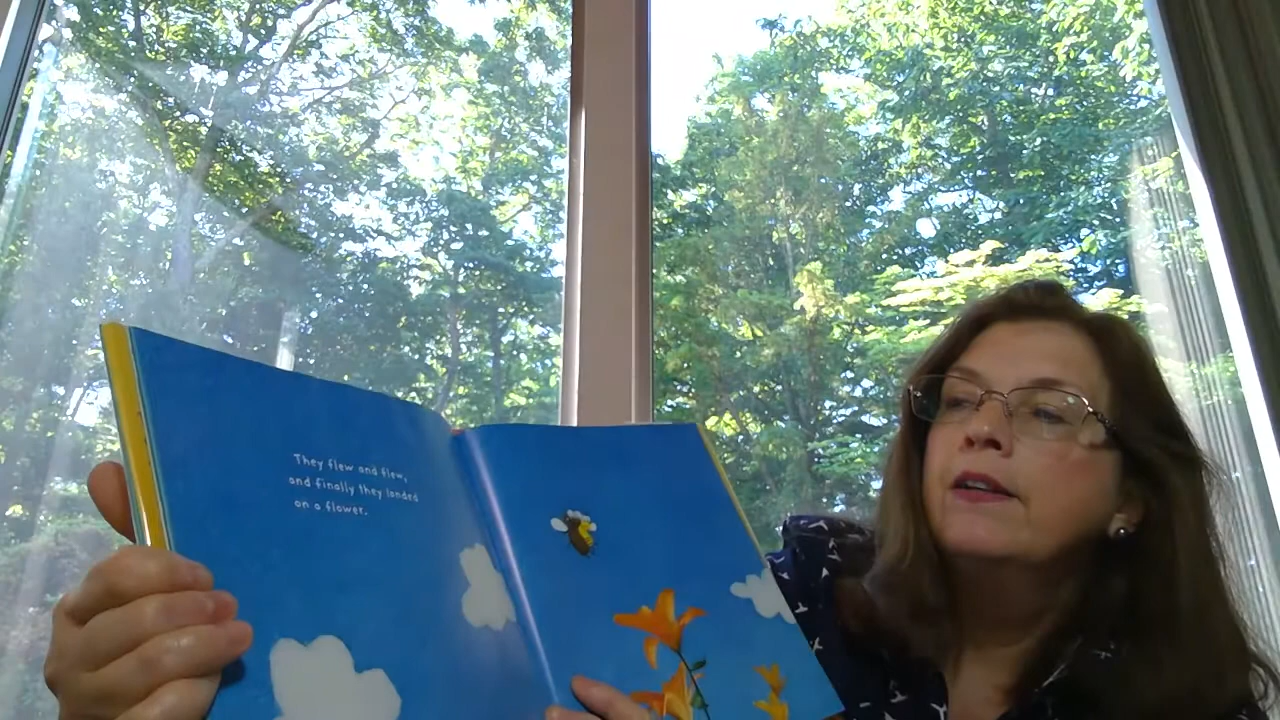 They flew and flew,
and finally they landed
on a flower.